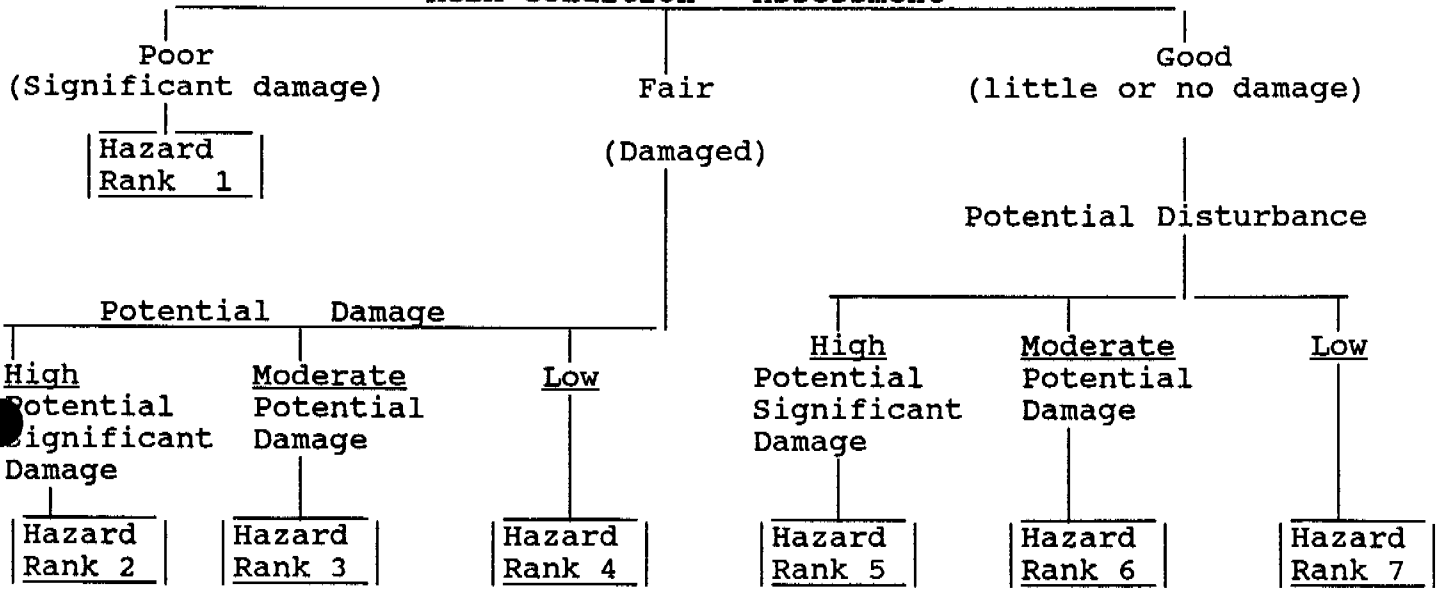 Poor
(Significant damage)
Hazard
Rank 1
Fair
(Damaged)
Good
(little or no damage)
Potential Disturbance
Potential Damage
High
Potential
Significant
Damage
Hazard
Rank 2
Moderate
Potential
Damage
Hazard
Rank 3
Low
Hazard
Rank 4
High
Potential
Significant
Damage
Hazard
Rank 5
Moderate
Potential
Damage
Hazard
Rank 6
Low
Hazard
Rank 7